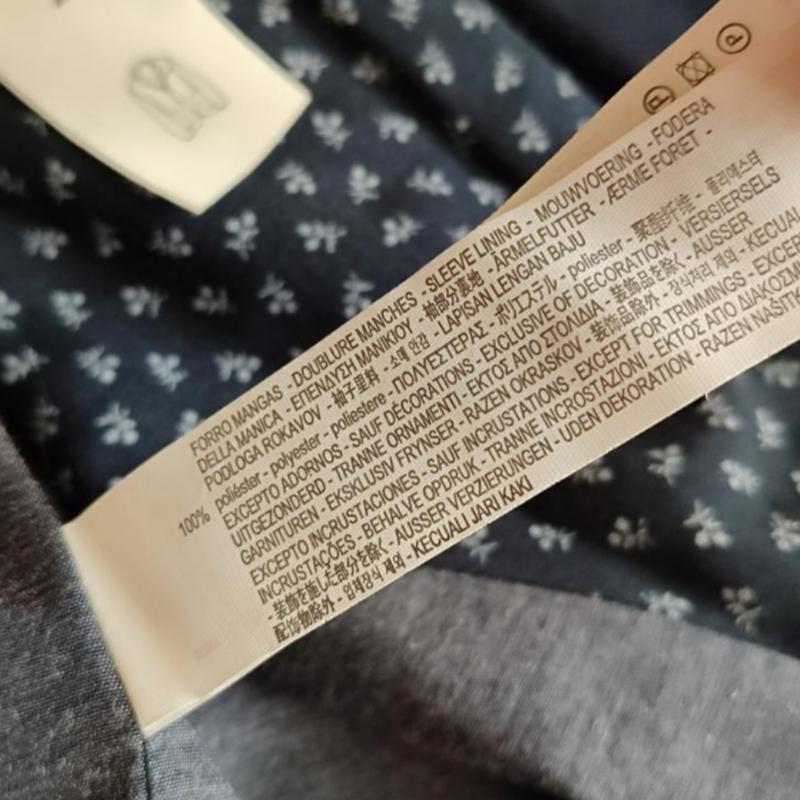 FORRO MANGAS - DOUBLURE MANCHES - SLEEVE LINING - MOUWVOERING - FODERA
DELLA MANICA - ΕΠΕΝΔΥΣΗ ΜΑΝΙΚΙΟΥ - 袖部分裏地 - ÄRMELFUTTER - ÆRME FORET -
PODLOGA ROKAVOV - 袖子里料 - 소매 안감 - LAPISAN LENGAN BAJU
100% poliéster - polyester - poliestere - ΠΟΛΥΕΣΤΕΡΑΣ - ポリエステル - poliester - 聚酯纤维 - 폴리에스터
EXCEPTO ADORNOS - SAUF DÉCORATIONS - EXCLUSIVE OF DECORATION - VERSIERSELS
UITGEZONDERD - TRANNE ORNAMENTI - ΕΚΤΟΣ ΑΠΟ ΣΤΟΛΙΔΙΑ - 装飾品を除く - AUSSER
GARNITUREN - EKSKLUSIV FRYNSER - RAZEN OKRASKOV - 装饰品除外 - 장식처리 제외 - KECUAL
EXCEPTO INCRUSTACIONES - SAUF INCRUSTATIONS - EXCEPT FOR TRIMMINGS - EXCEP
INCRUSTAÇÕES - BEHALVE OPDRUK - TRANNE INCROSTAZIONI - ΕΚΤΟΣ ΑΠΟ ΔΙΑΚΟΣΜ
- 装飾を施した部分を除く - AUSSER VERZIERUNGEN - UDEN DEKORATION - RAZEN NAŠITK
配饰物除外 - 입체장식 제외 - KECUALI JARI KAKI
P
P